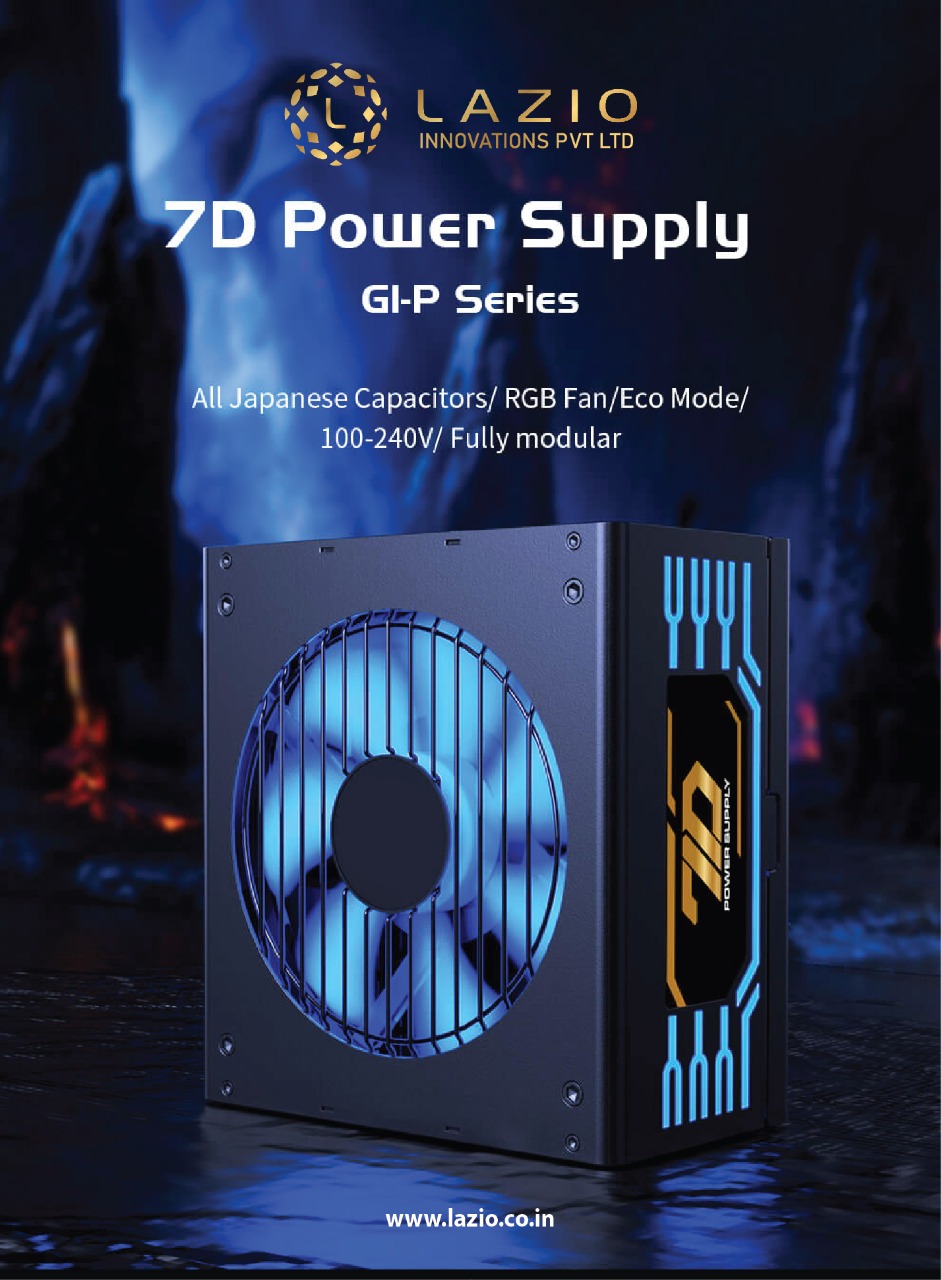 L
LAZIO
INNOVATIONS PVT LTD
7D Power Supply
GI-P Series
All Japanese Capacitors/ RGB Fan/Eco Mode/
100-240V/ Fully modular
7D
POWER SUPPLY
www.lazio.co.in